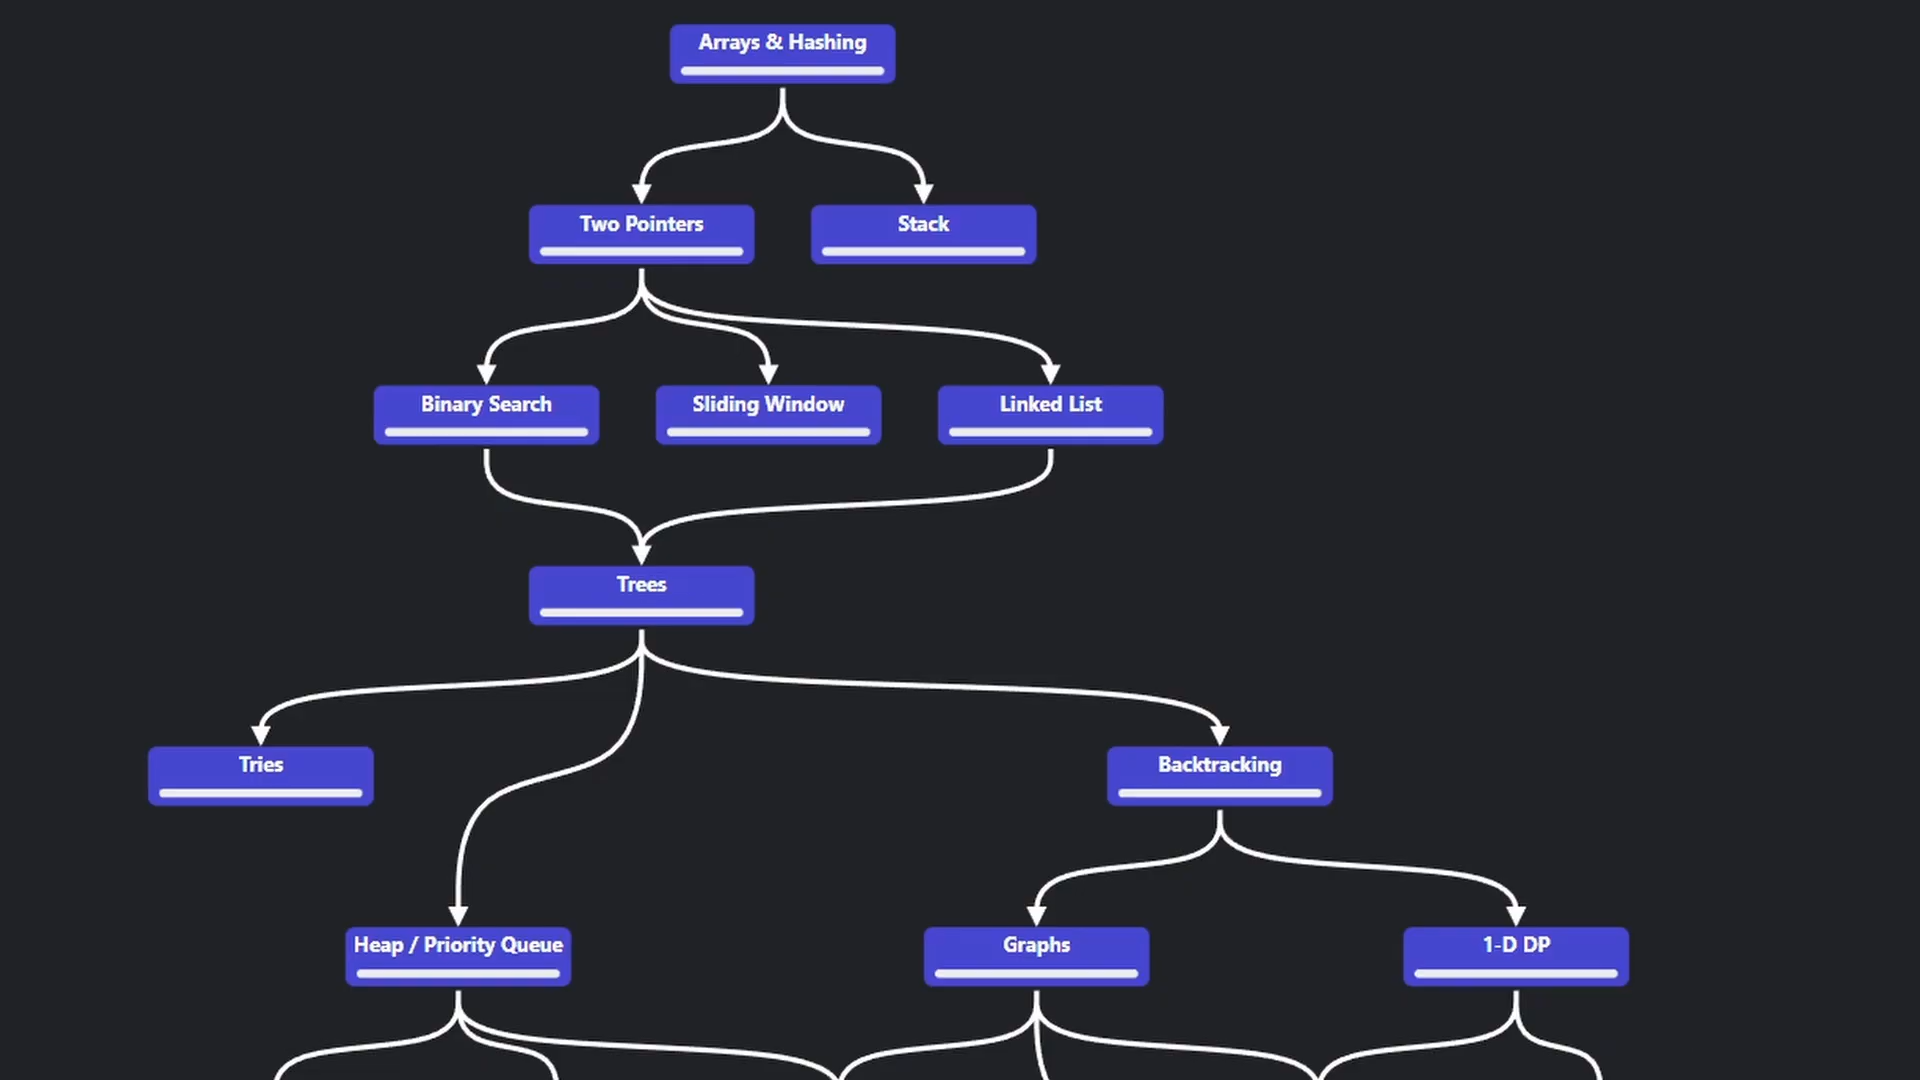 Arrays & Hashing
Two Pointers
Stack
Binary Search
Sliding Window
Linked List
Trees
Tries
Backtracking
Heap / Priority Queue
Graphs
1-D DP